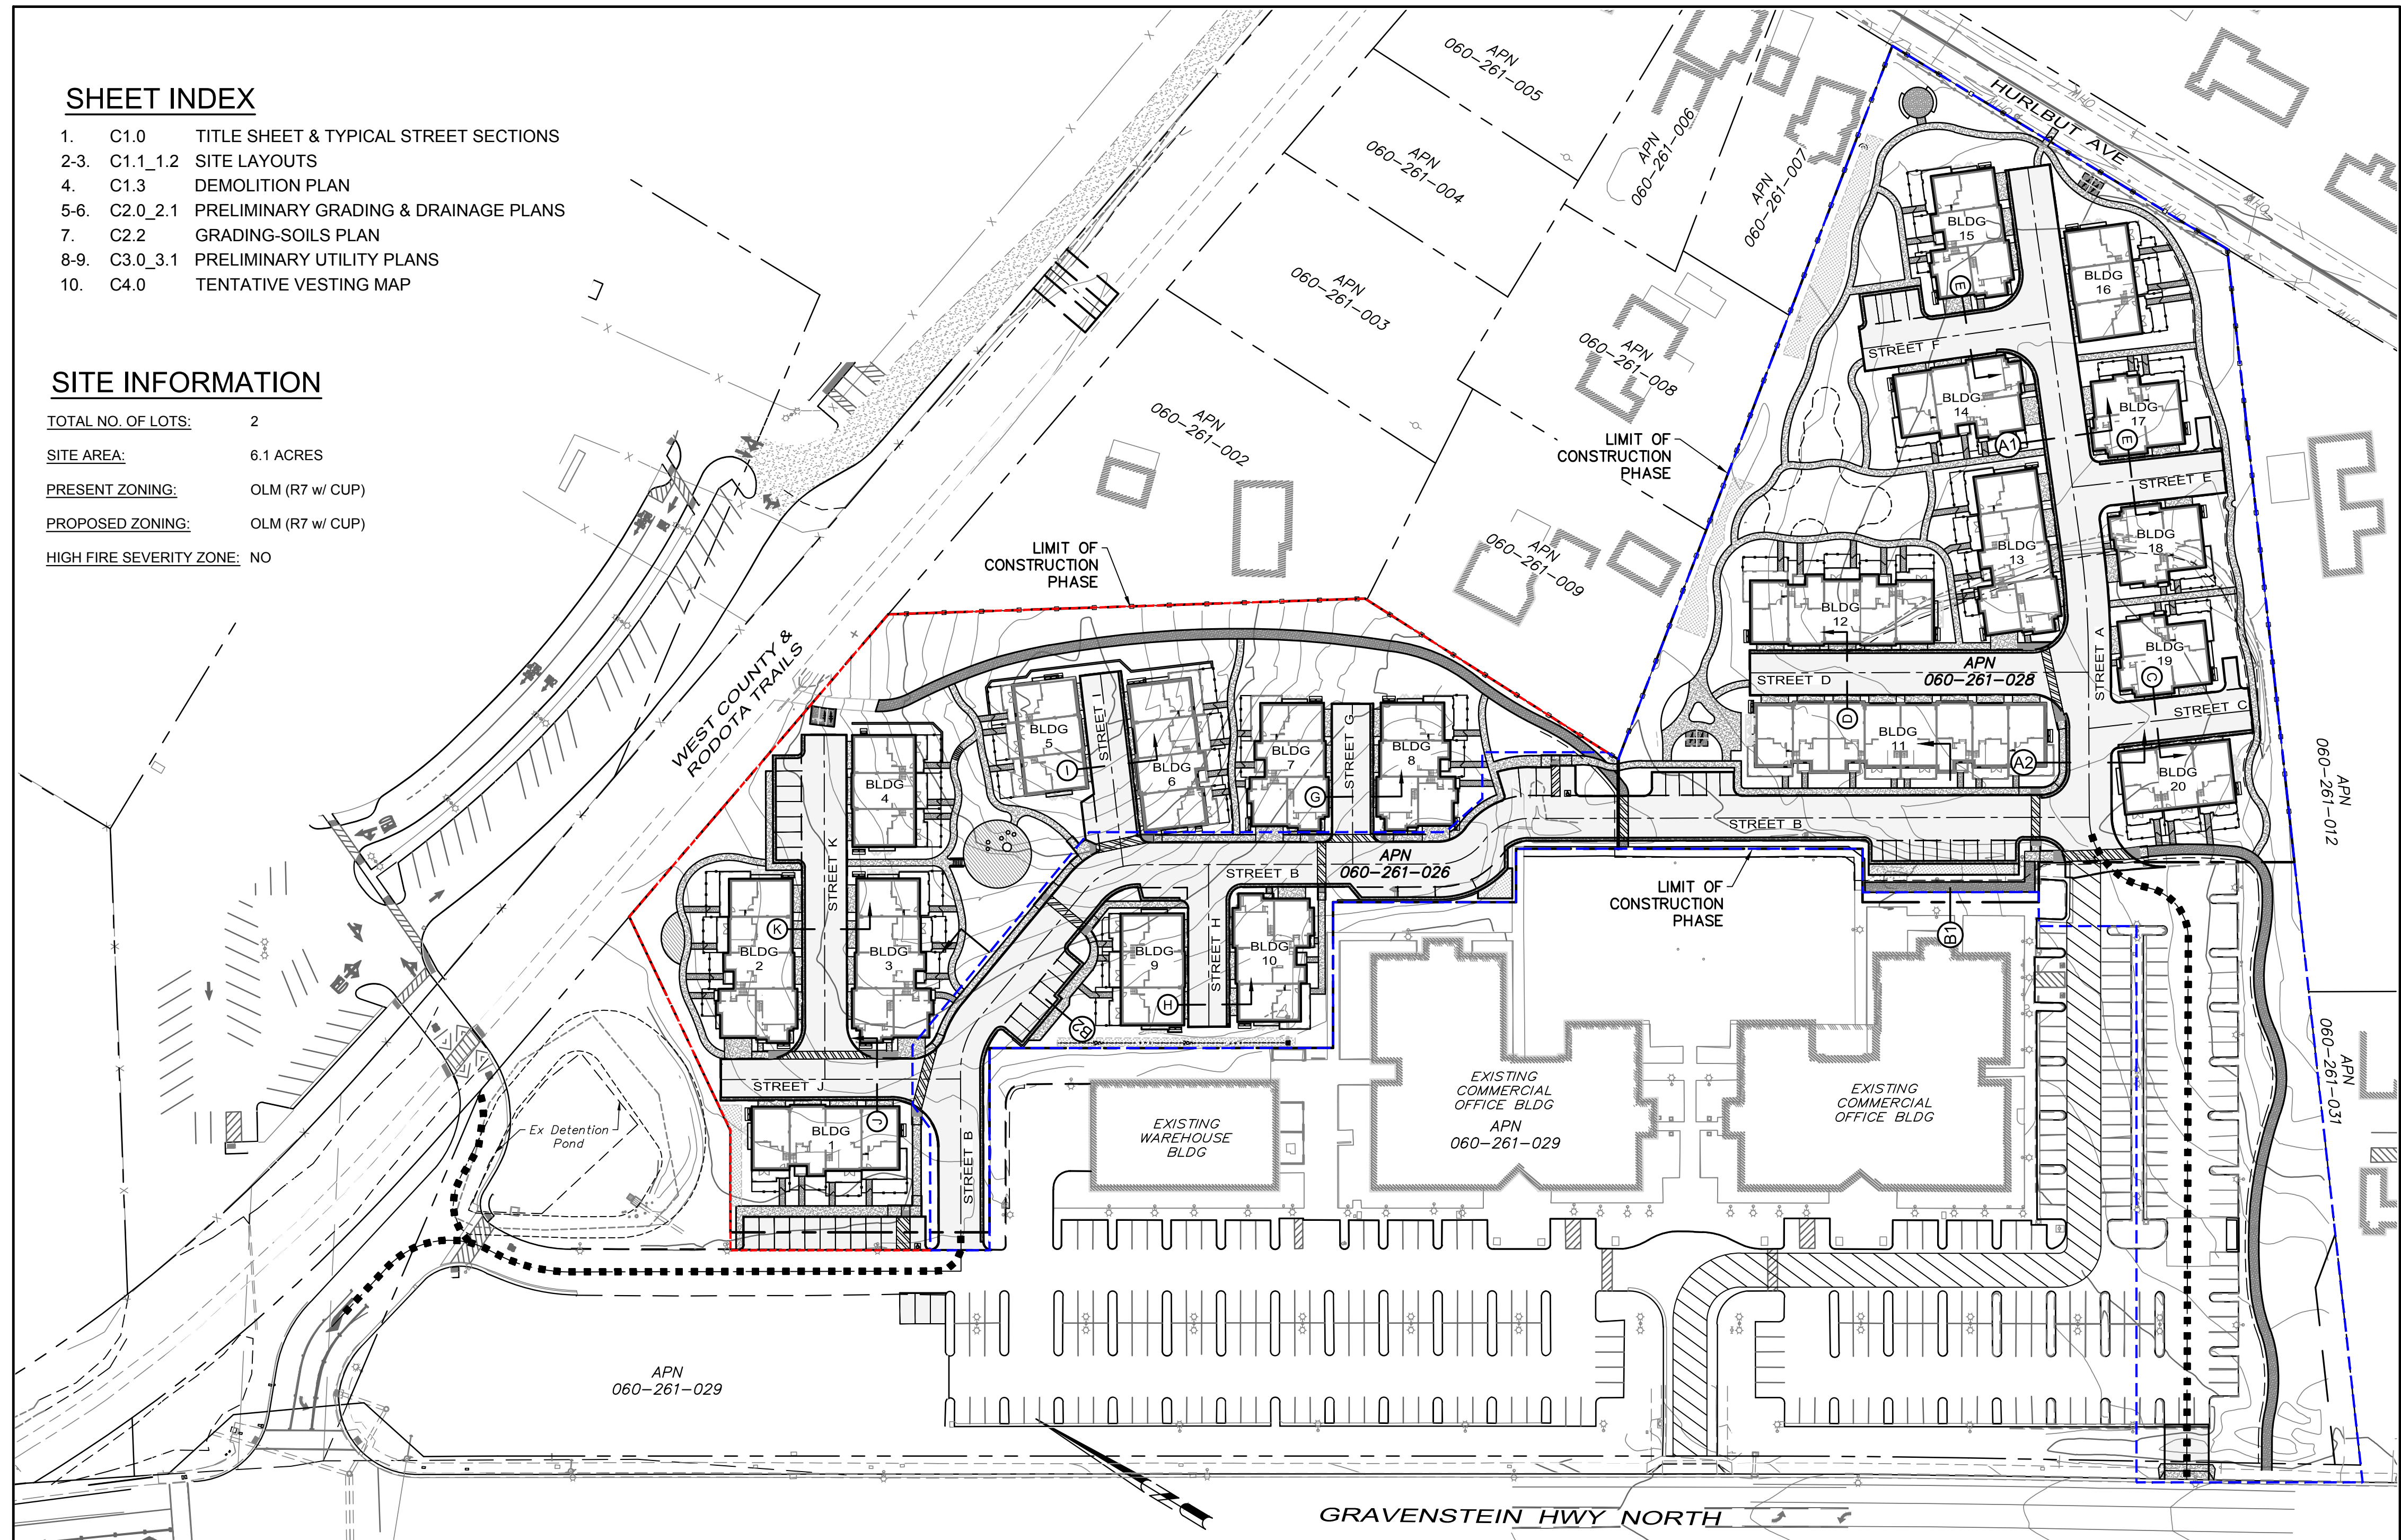 SHEET INDEX
1. C1.0 TITLE SHEET & TYPICAL STREET SECTIONS
2-3. C1.1_1.2 SITE LAYOUTS
4. C1.3 DEMOLITION PLAN
5-6. C2.0_2.1 PRELIMINARY GRADING & DRAINAGE PLANS
7. C2.2 GRADING-SOILS PLAN
8-9. C3.0_3.1 PRELIMINARY UTILITY PLANS
10. C4.0 TENTATIVE VESTING MAP
SITE INFORMATION
TOTAL NO. OF LOTS: 2
SITE AREA: 6.1 ACRES
PRESENT ZONING: OLM (R7 w/ CUP)
PROPOSED ZONING: OLM (R7 w/ CUP)
HIGH FIRE SEVERITY ZONE: NO
APN
060-261-005
APN
060-261-006
APN
060-261-007
APN
060-261-004
APN
060-261-003
APN
060-261-008
APN
060-261-002
APN
060-261-009
HURLBUT AVE
BLDG
15
E
BLDG
16
STREET F
BLDG
14
A1
BLDG
17
E
STREET E
BLDG
13
BLDG
18
BLDG
12
BLDG
19
C
STREET A
STREET D
APN
060-261-028
STREET C
D
BLDG
11
A2
BLDG
20
APN
060-261-012
APN
060-261-031
LIMIT OF
CONSTRUCTION
PHASE
LIMIT OF
CONSTRUCTION
PHASE
WEST COUNTY &
RODOTA TRAILS
BLDG
5
I
STREET I
BLDG
6
BLDG
7
G
STREET G
BLDG
8
BLDG
4
STREET K
STREET B
STREET B
APN
060-261-026
LIMIT OF
CONSTRUCTION
PHASE
B1
BLDG
2
K
BLDG
3
BLDG
9
H
STREET H
BLDG
10
B2
STREET J
J
BLDG
1
STREET B
Ex Detention
Pond
EXISTING
WAREHOUSE
BLDG
EXISTING
COMMERCIAL
OFFICE BLDG
APN
060-261-029
EXISTING
COMMERCIAL
OFFICE BLDG
APN
060-261-029
N
GRAVENSTEIN HWY NORTH